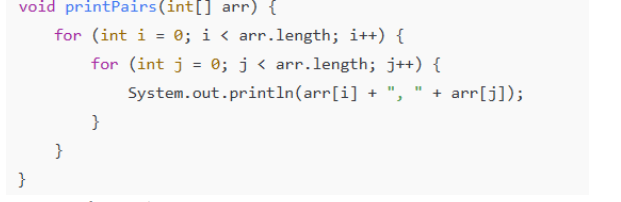 void printPairs(int[] arr) {
    for (int i = 0; i < arr.length; i++) {
        for (int j = 0; j < arr.length; j++) {
            System.out.println(arr[i] + ", " + arr[j]);
        }
    }
}